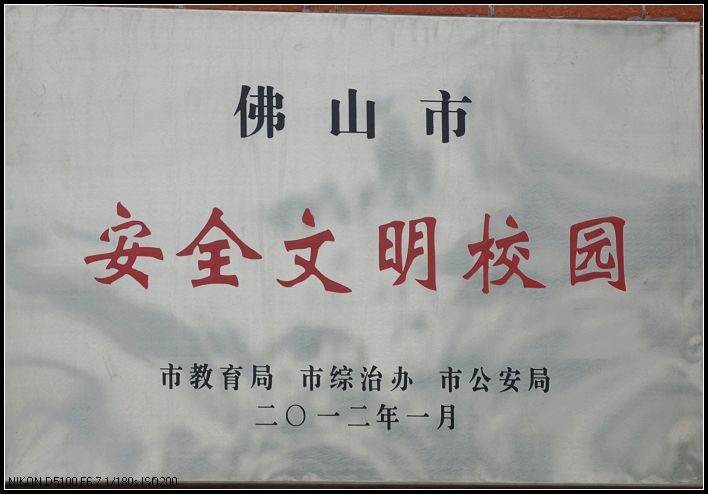 佛山市
安全文明校园
市教育局 市综治办 市公安局
二〇一二年一月
NIKON D5100 F6.7 1/180s ISO200